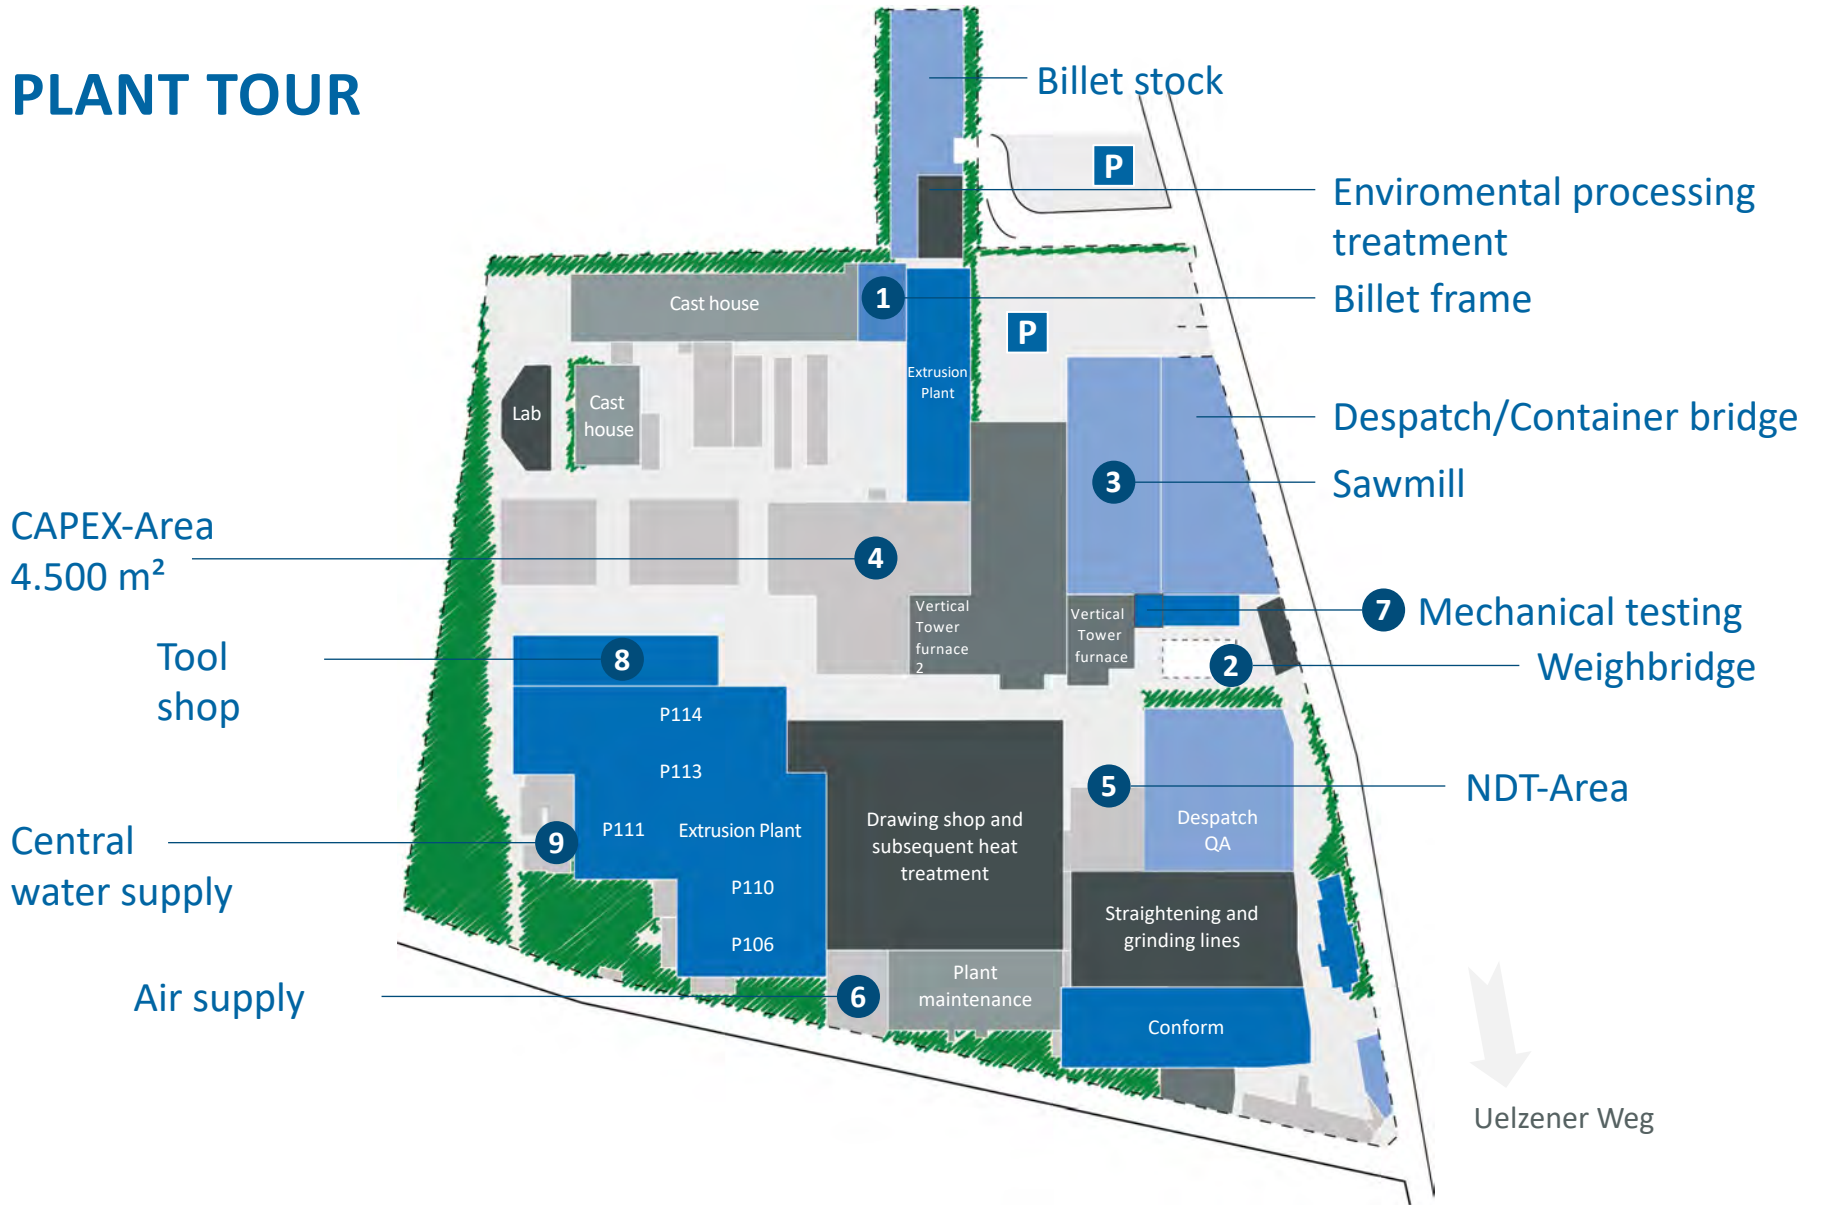 PLANT TOUR
Billet stock
P
Enviromental processing
treatment
Billet frame
1
Cast house
P
Extrusion
Plant
Lab
Cast
house
Despatch/Container bridge
3
Sawmill
CAPEX-Area
4.500 m²
4
Vertical
Tower
furnace
2
Vertical
Tower
furnace
7
Mechanical testing
2
Weighbridge
Tool
shop
8
P114
P113
P111
Extrusion Plant
P110
P106
Drawing shop and
subsequent heat
treatment
5
NDT-Area
Despatch
QA
Central
water supply
9
Straightening and
grinding lines
Air supply
6
Plant
maintenance
Conform
Uelzener Weg